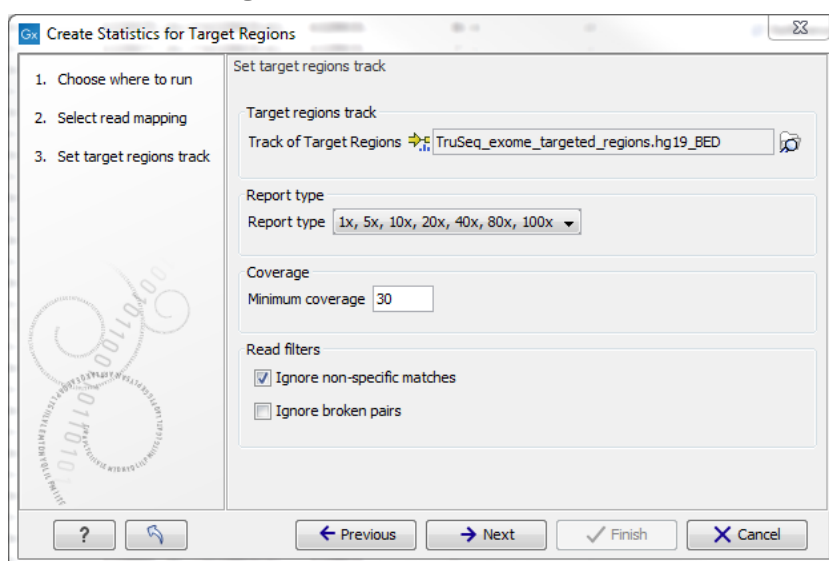 Gx Create Statistics for Target Regions
1. Choose where to run
2. Select read mapping
3. Set target regions track
Set target regions track
Target regions track
Track of Target Regions TruSeq_exome_targeted_regions.hg19_BED
Report type
Report type 1x, 5x, 10x, 20x, 40x, 80x, 100x
Coverage
Minimum coverage 30
Read filters
Ignore non-specific matches
Ignore broken pairs
? Previous Next Finish Cancel